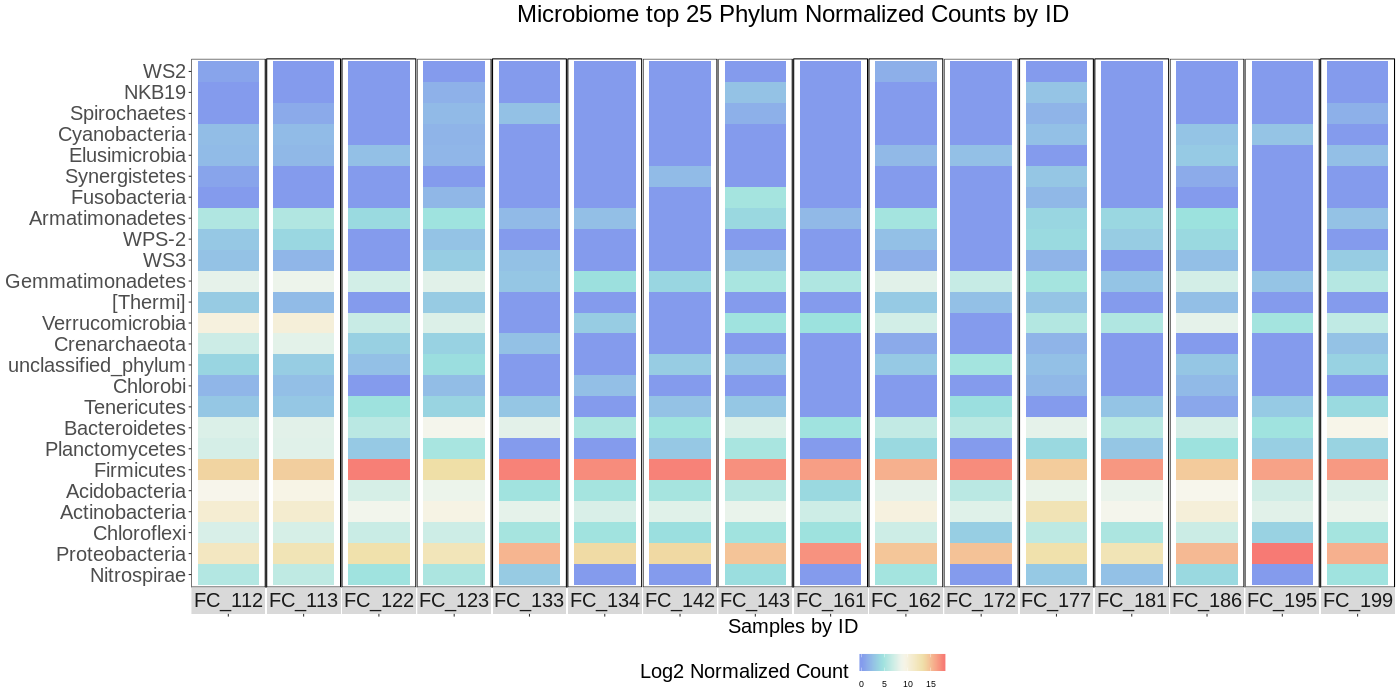 Microbiome top 25 Phylum Normalized Counts by ID
WS2
NKB19
Spirochaetes
Cyanobacteria
Elusimicrobia
Synergistetes
Fusobacteria
Armatimonadetes
WPS-2
WS3
Gemmatimonadetes
[Thermi]
Verrucomicrobia
Crenarchaeota
unclassified_phylum
Chlorobi
Tenericutes
Bacteroidetes
Planctomycetes
Firmicutes
Acidobacteria
Actinobacteria
Chloroflexi
Proteobacteria
Nitrospirae
FC_112 FC_113 FC_122 FC_123 FC_133 FC_134 FC_142 FC_143 FC_161 FC_162 FC_172 FC_177 FC_181 FC_186 FC_195 FC_199
Samples by ID
Log2 Normalized Count
0 5 10 15